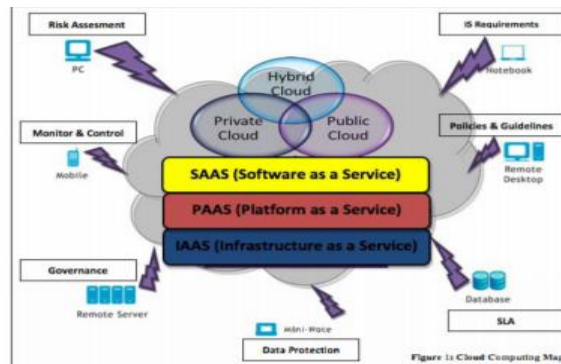 Risk Assesment
PC
IS Requirements
Notebook
Hybrid
Cloud
Private
Cloud
Public
Cloud
Monitor & Control
Mobile
Policies & Guidelines
Remote
Desktop
SAAS (Software as a Service)
PAAS (Platform as a Service)
IAAS (Infrastructure as a Service)
Governance
Remote Server
Database
SLA
Data Protection
Figure 1: Cloud Computing Map